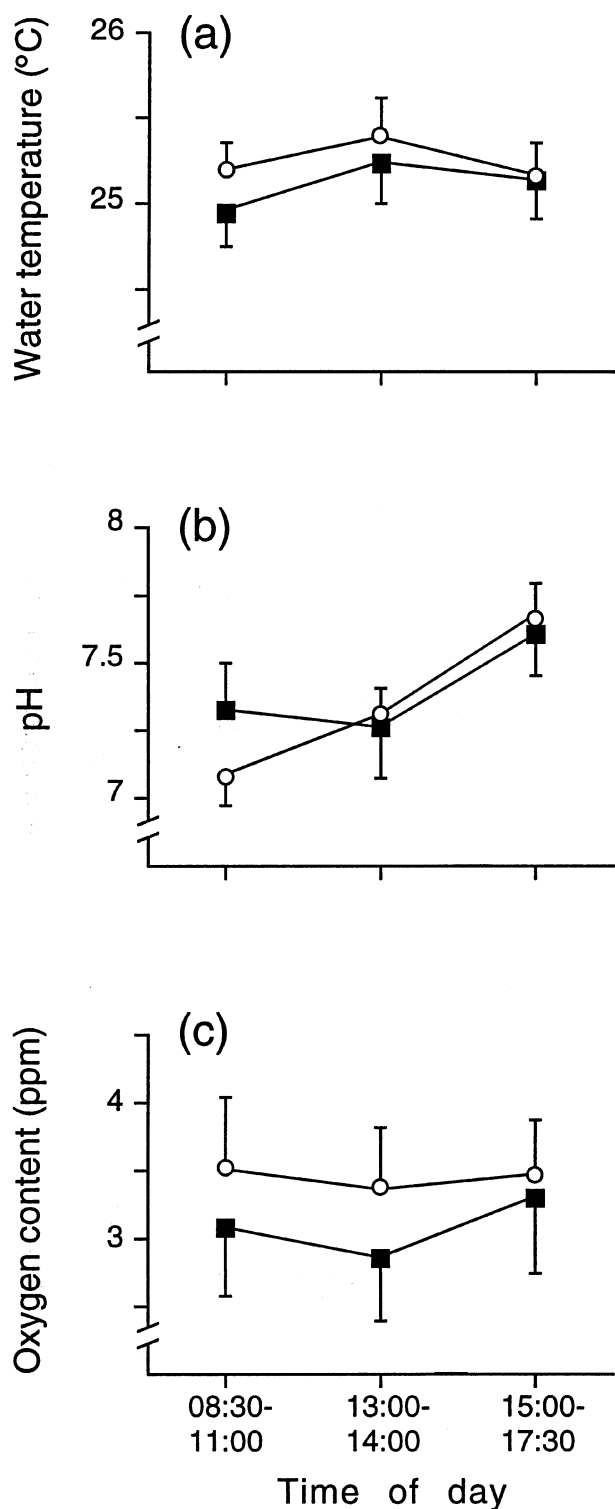 (a)
Water temperature (°C)
26
25
(b)
pH
8
7.5
7
(c)
Oxygen content (ppm)
4
3
08:30-
11:00
13:00-
14:00
15:00-
17:30
Time of day